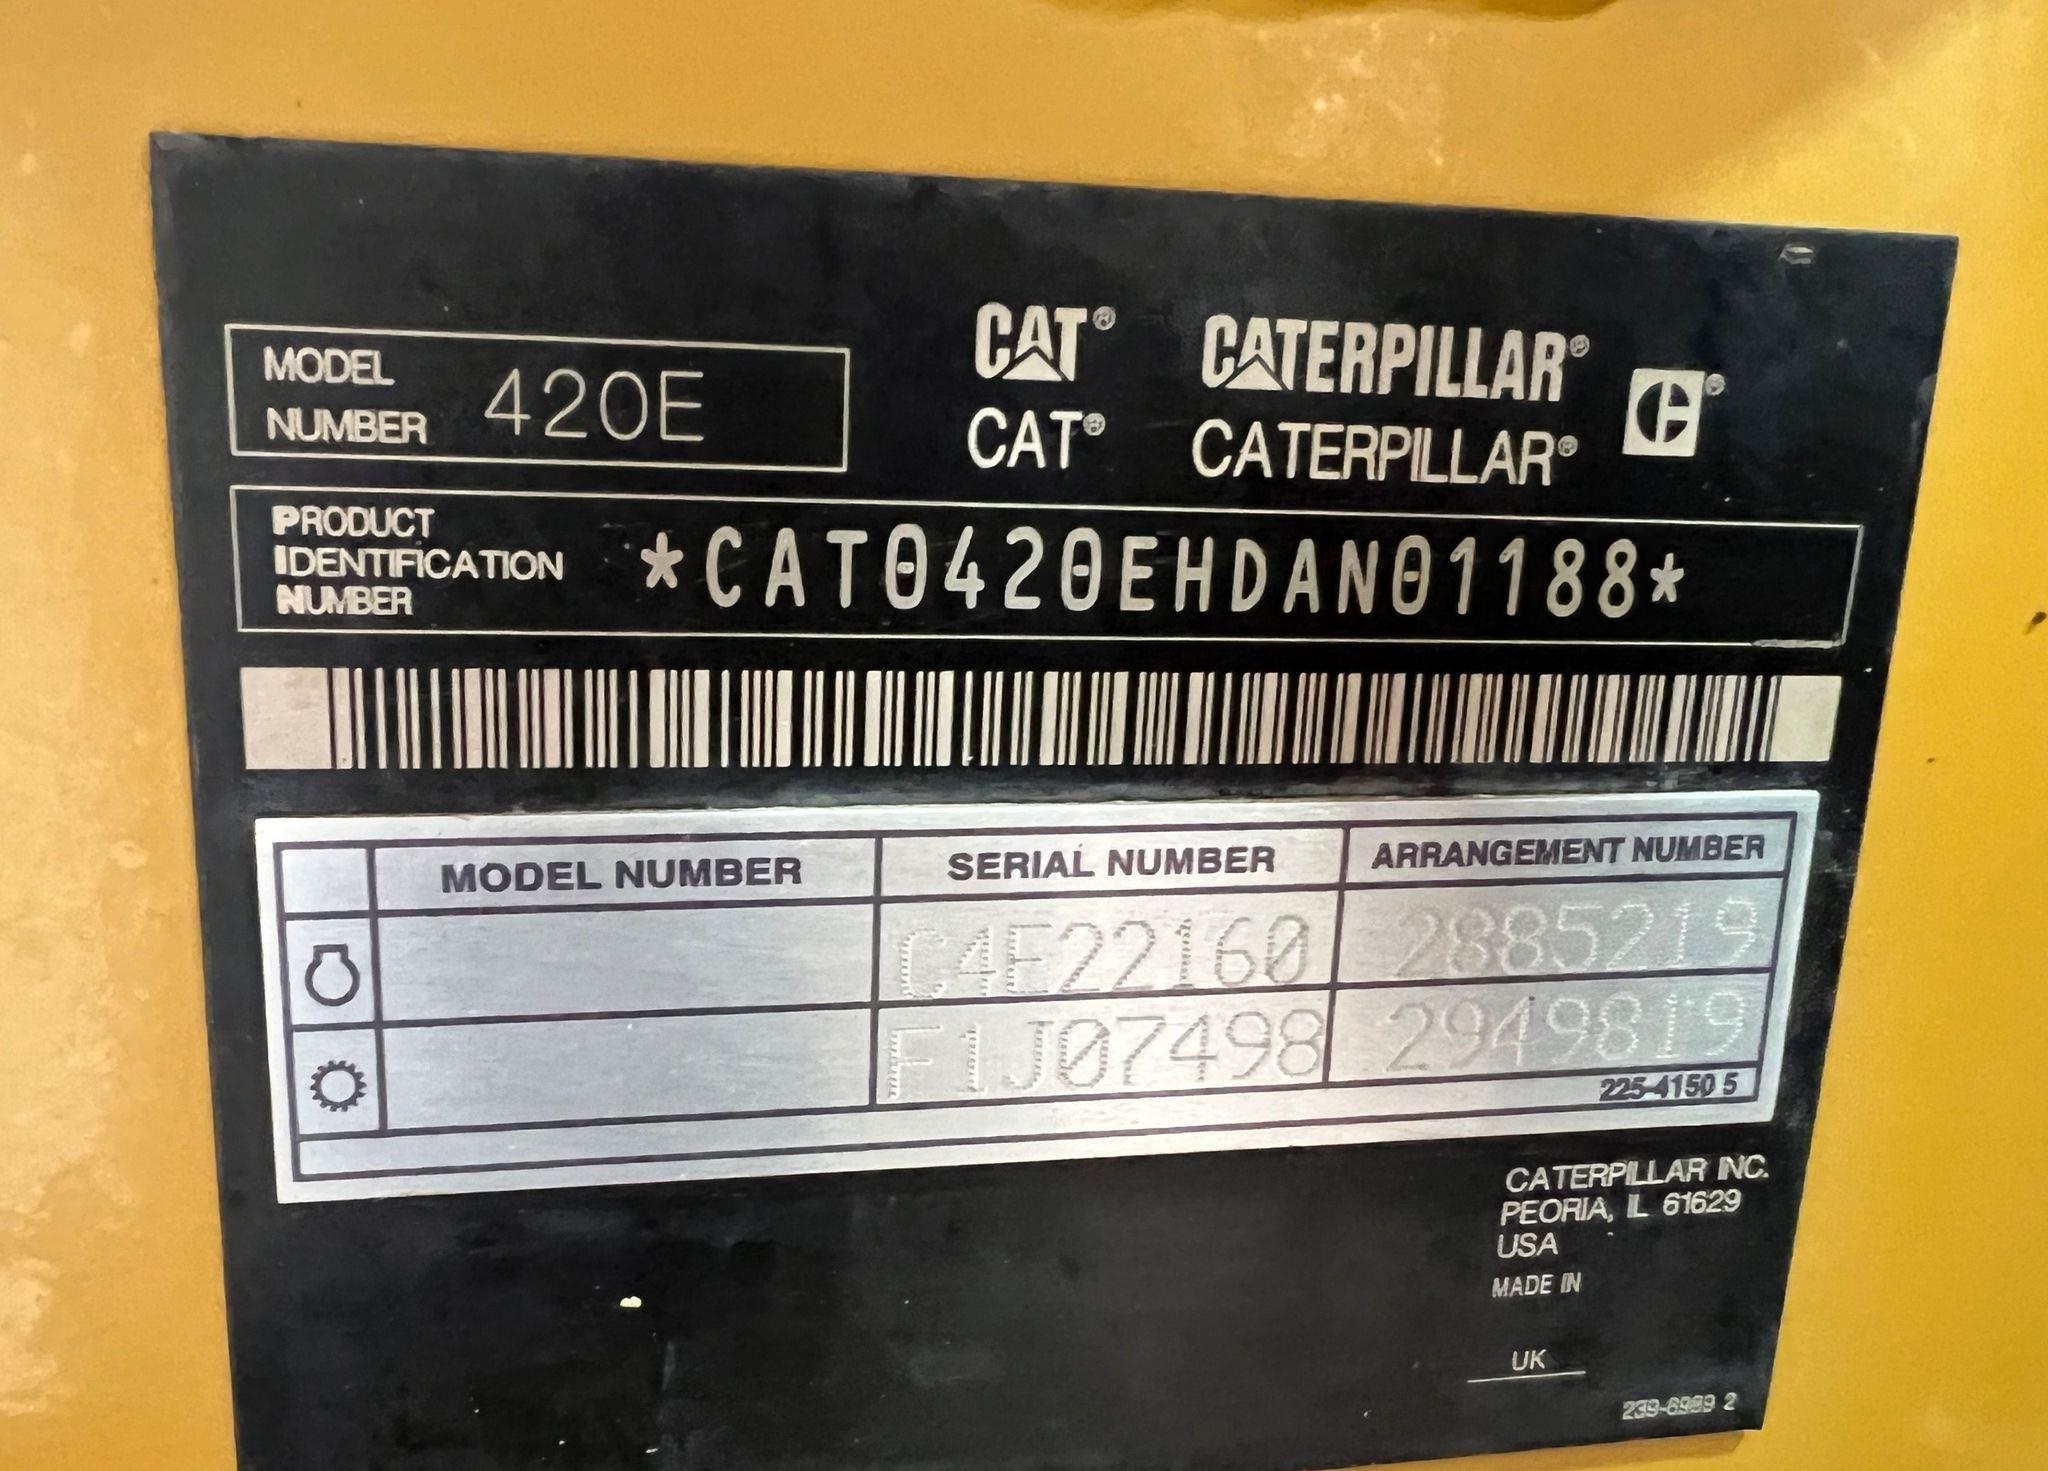 MODEL NUMBER 420E
CAT® CATERPILLAR®
CAT® CATERPILLAR®
PRODUCT IDENTIFICATION NUMBER *CAT0420EHDAN01188*
MODEL NUMBER SERIAL NUMBER ARRANGEMENT NUMBER
C4E22160 2885219
F1J07498 2949819
225-4150 5
CATERPILLAR INC.
PEORIA, IL 61629
USA
MADE IN
UK